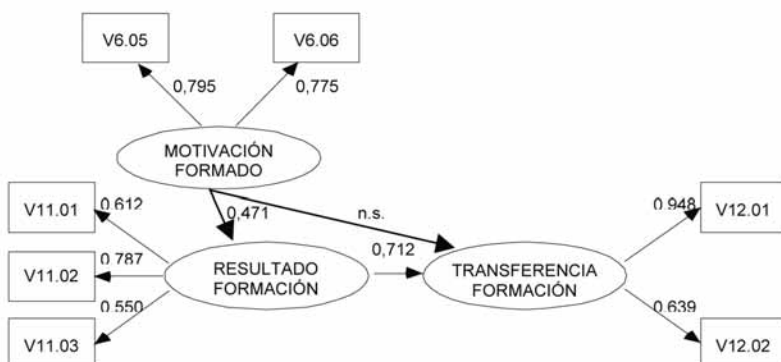 V6.05
V6.06
0,795
0,775
MOTIVACIÓN
FORMADO
V11.01
0.612
0,471
n.s.
0.948
V12.01
V11.02
0.787
RESULTADO
FORMACIÓN
0,712
TRANSFERENCIA
FORMACIÓN
V11.03
0.550
0.639
V12.02